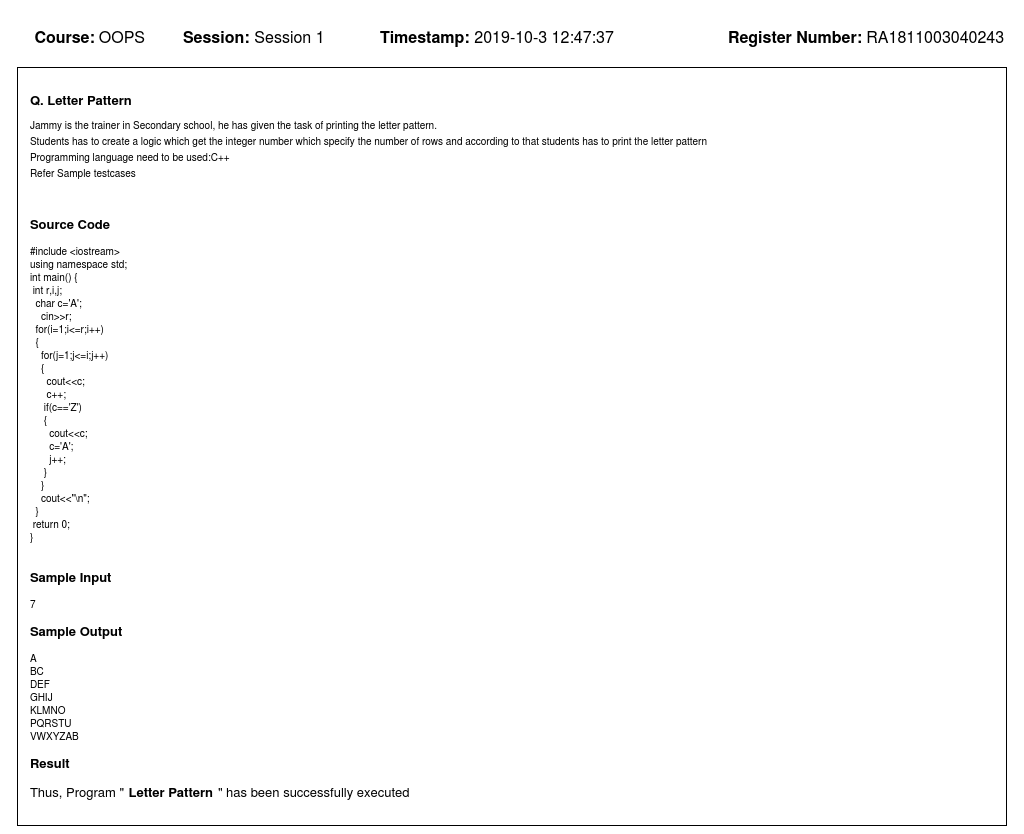 Course: OOPS Session: Session 1 Timestamp: 2019-10-3 12:47:37 Register Number: RA1811003040243
Q. Letter Pattern
Jammy is the trainer in Secondary school, he has given the task of printing the letter pattern.
Students has to create a logic which get the integer number which specify the number of rows and according to that students has to print the letter pattern
Programming language need to be used:C++
Refer Sample testcases
Source Code
#include <iostream>
using namespace std;
int main() {
int r,i,j;
char c='A';
cin>>r;
for(i=1;i<=r;i++)
{
for(j=1;j<=i;j++)
{
cout<<c;
c++;
if(c=='Z')
{
cout<<c;
c='A';
j++;
}
}
cout<<"\n";
}
return 0;
}
Sample Input
7
Sample Output
A
BC
DEF
GHIJ
KLMNO
PQRSTU
VWXYZAB
Result
Thus, Program " Letter Pattern " has been successfully executed